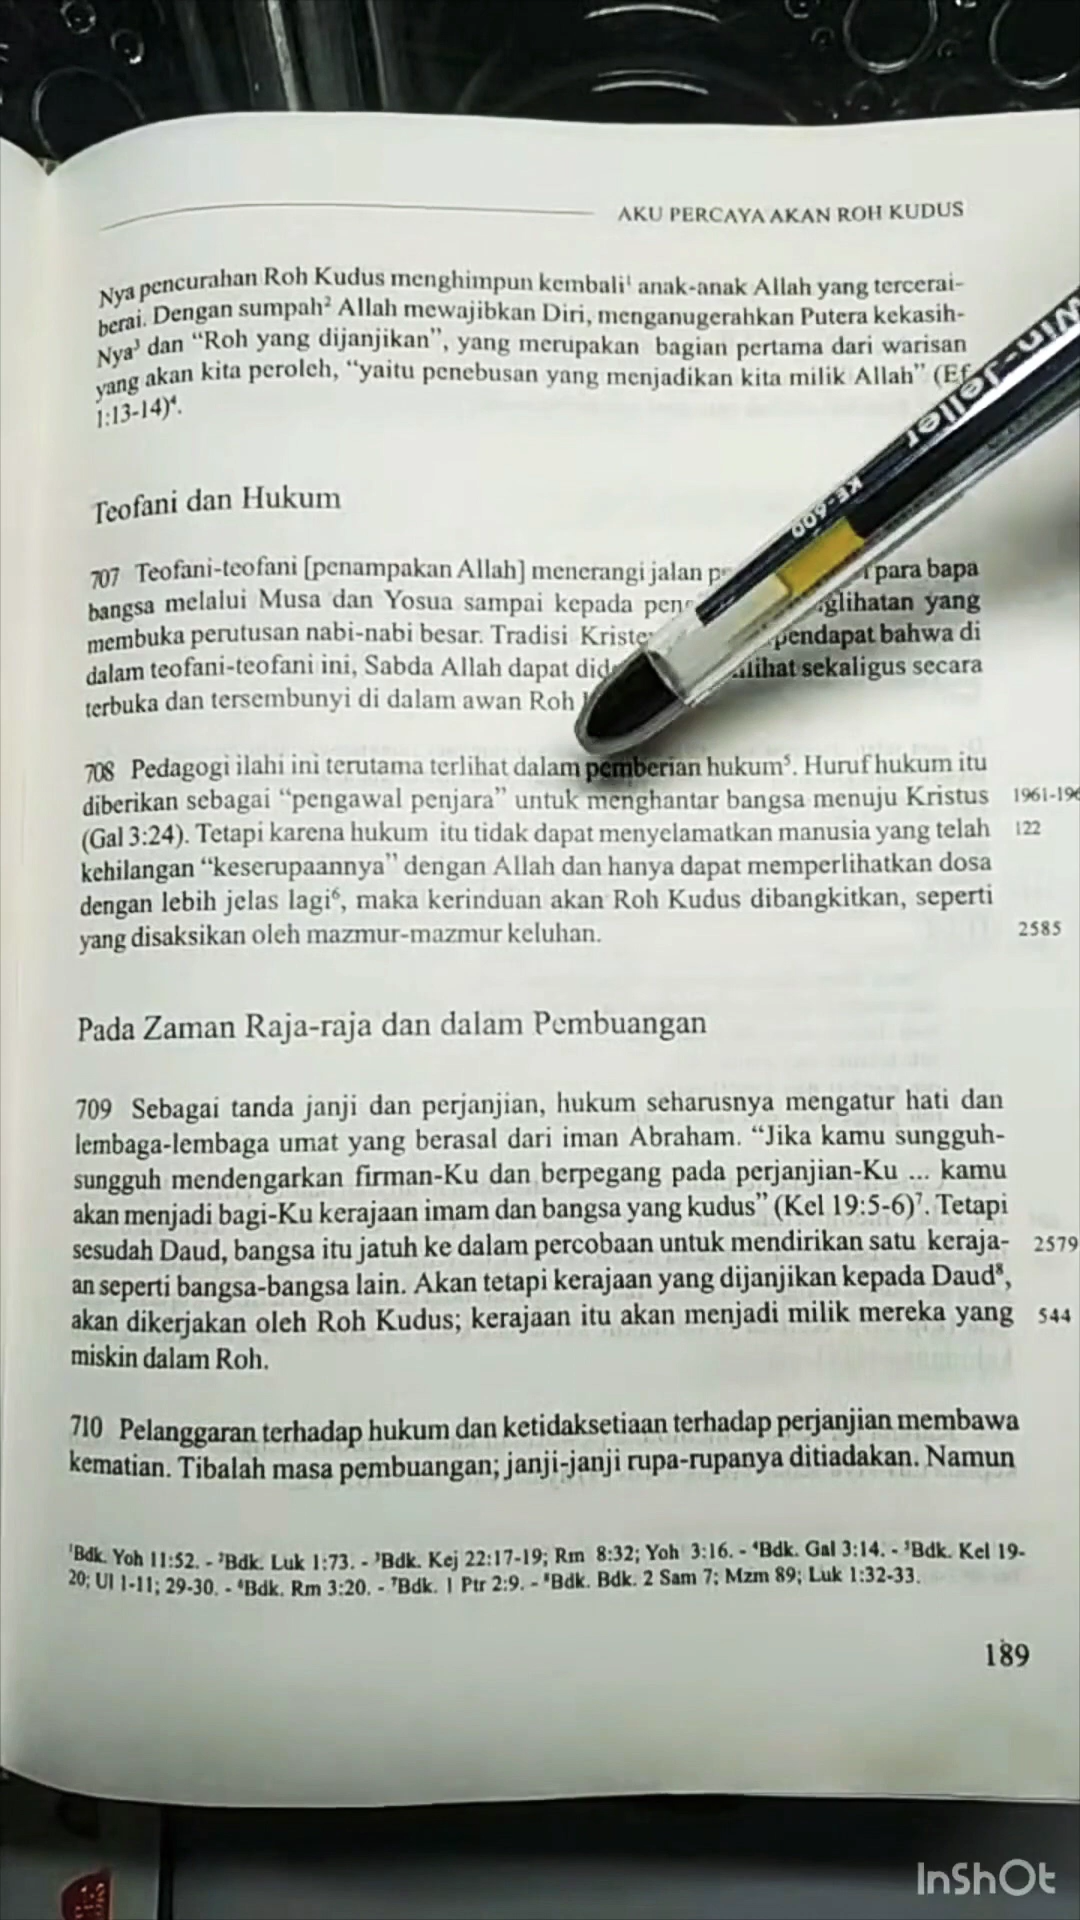 AKU PERCAYA AKAN ROH KUDUS
Nya pencurahan Roh Kudus menghimpun kembali¹ anak-anak Allah yang tercerai-
berai. Dengan sumpah² Allah mewajibkan Diri, menganugerahkan Putera kekasih-
Nya³ dan “Roh yang dijanjikan”, yang merupakan bagian pertama dari warisan
yang akan kita peroleh, “yaitu penebusan yang menjadikan kita milik Allah” (Ef
1:13-14)⁴.
Teofani dan Hukum
707 Teofani-teofani [penampakan Allah] menerangi jalan para bapa
bangsa melalui Musa dan Yosua sampai kepada glihatan yang
membuka perutusan nabi-nabi besar. Tradisi pendapat bahwa di
dalam teofani-teofani ini, Sabda Allah dapat lihat sekaligus secara
terbuka dan tersembunyi di dalam awan Roh
708 Pedagogi ilahi ini terutama terlihat dalam pemberian hukum⁵. Huruf hukum itu
diberikan sebagai “pengawal penjara” untuk menghantar bangsa menuju Kristus 1961-196
(Gal 3:24). Tetapi karena hukum itu tidak dapat menyelamatkan manusia yang telah 122
kehilangan “keserupaannya” dengan Allah dan hanya dapat memperlihatkan dosa
dengan lebih jelas lagi⁶, maka kerinduan akan Roh Kudus dibangkitkan, seperti
yang disaksikan oleh mazmur-mazmur keluhan. 2585
Pada Zaman Raja-raja dan dalam Pembuangan
709 Sebagai tanda janji dan perjanjian, hukum seharusnya mengatur hati dan
lembaga-lembaga umat yang berasal dari iman Abraham. “Jika kamu sungguh-
sungguh mendengarkan firman-Ku dan berpegang pada perjanjian-Ku ... kamu
akan menjadi bagi-Ku kerajaan imam dan bangsa yang kudus” (Kel 19:5-6)⁷. Tetapi
sesudah Daud, bangsa itu jatuh ke dalam percobaan untuk mendirikan satu keraja- 2579
an seperti bangsa-bangsa lain. Akan tetapi kerajaan yang dijanjikan kepada Daud⁸,
akan dikerjakan oleh Roh Kudus; kerajaan itu akan menjadi milik mereka yang 544
miskin dalam Roh.
710 Pelanggaran terhadap hukum dan ketidaksetiaan terhadap perjanjian membawa
kematian. Tibalah masa pembuangan; janji-janji rupa-rupanya ditiadakan. Namun
¹Bdk. Yoh 11:52. - ²Bdk. Luk 1:73. - ³Bdk. Kej 22:17-19; Rm 8:32; Yoh 3:16. - ⁴Bdk. Gal 3:14. - ⁵Bdk. Kel 19-
20; Ul 1-11; 29-30. - ⁶Bdk. Rm 3:20. - ⁷Bdk. 1 Ptr 2:9. - ⁸Bdk. Bdk. 2 Sam 7; Mzm 89; Luk 1:32-33.
189
Win-Jeller
KE-600
InShOt